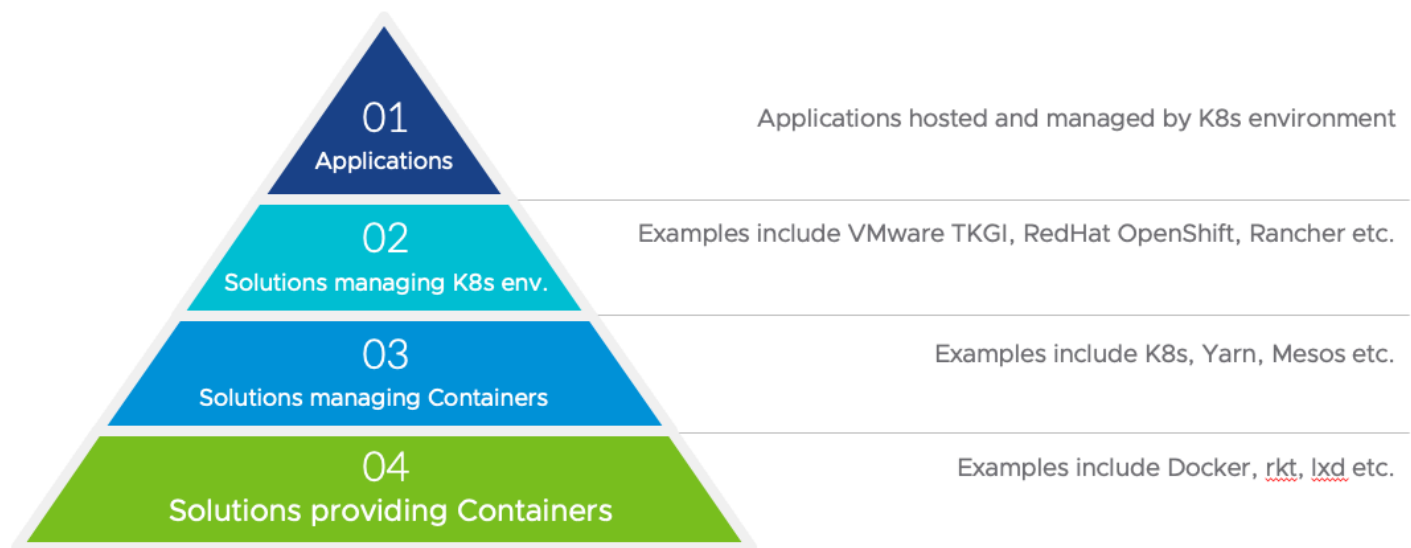 01
Applications
Applications hosted and managed by K8s environment
02
Solutions managing K8s env.
Examples include VMware TKGI, RedHat OpenShift, Rancher etc.
03
Solutions managing Containers
Examples include K8s, Yarn, Mesos etc.
04
Solutions providing Containers
Examples include Docker, rkt, lxd etc.